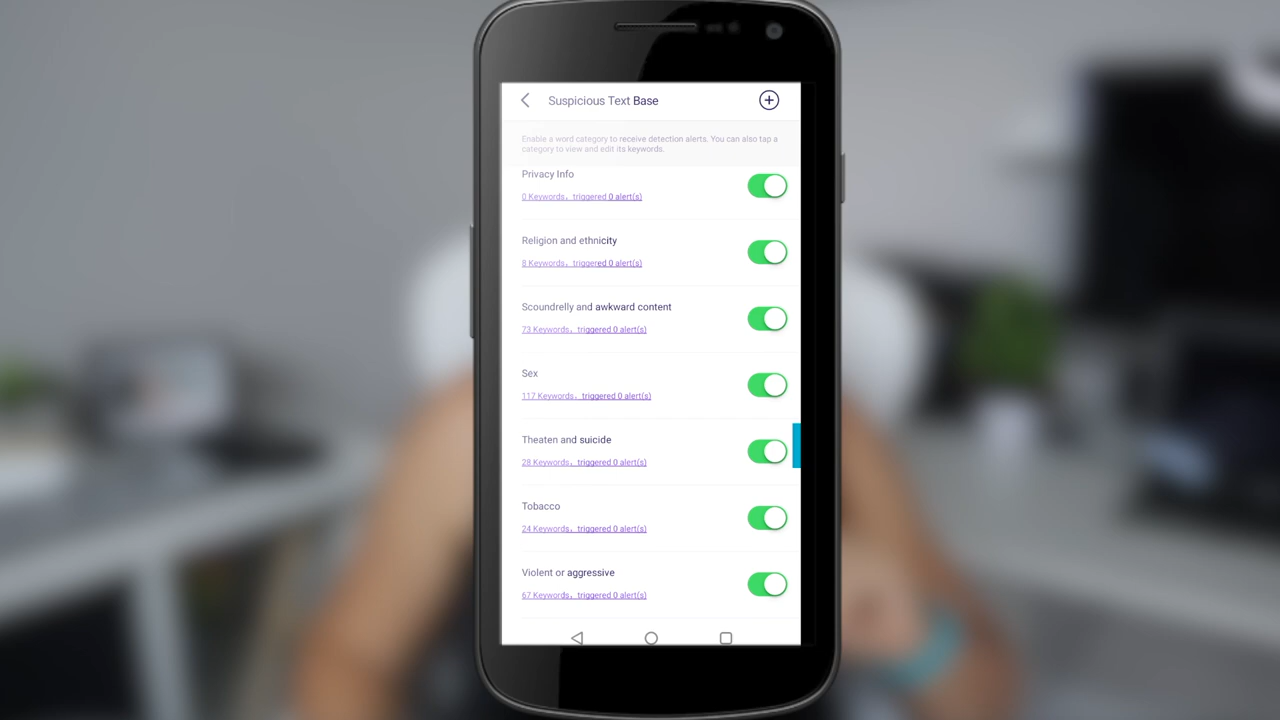 Suspicious Text Base
Enable a word category to receive detection alerts. You can also tap a
category to view and edit its keywords.
Privacy Info
0 Keywords, triggered 0 alert(s)
Religion and ethnicity
8 Keywords, triggered 0 alert(s)
Scoundrelly and awkward content
73 Keywords, triggered 0 alert(s)
Sex
117 Keywords, triggered 0 alert(s)
Theaten and suicide
28 Keywords, triggered 0 alert(s)
Tobacco
24 Keywords, triggered 0 alert(s)
Violent or aggressive
67 Keywords, triggered 0 alert(s)